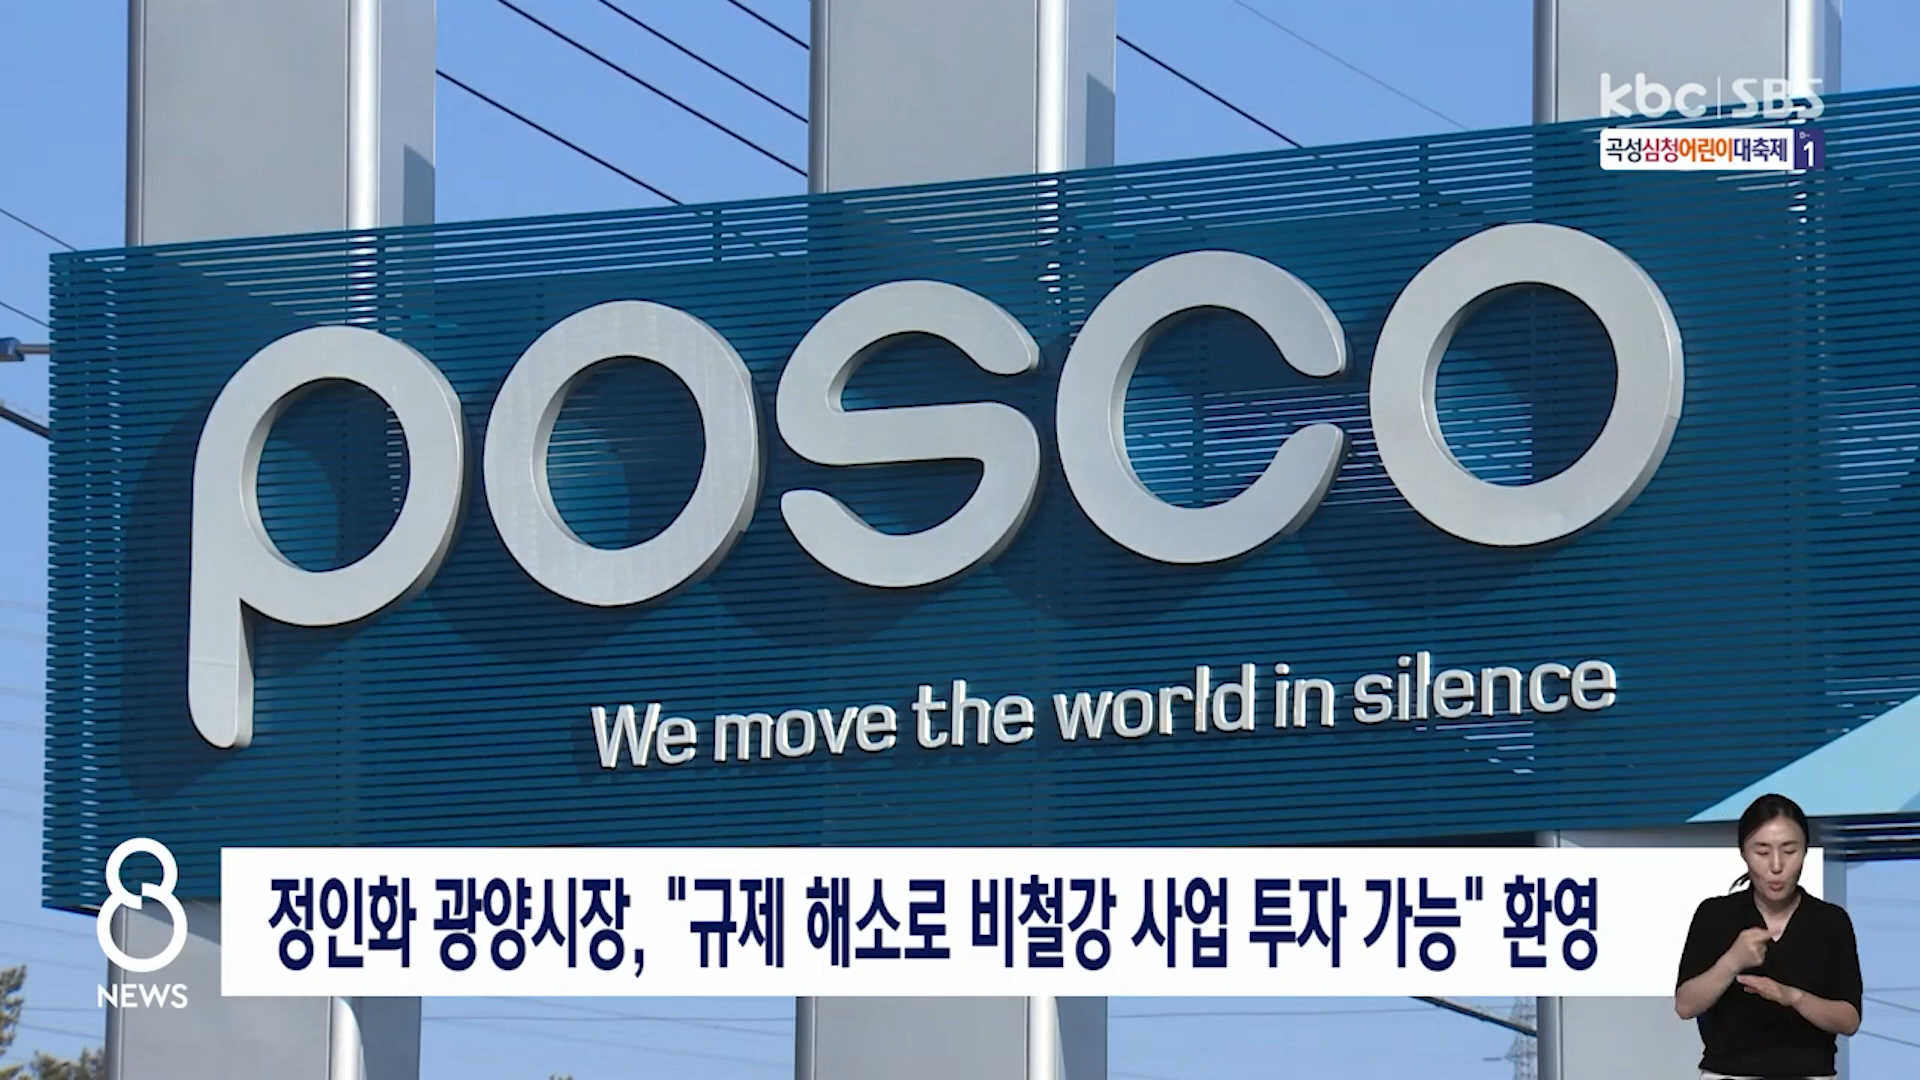 kbc SBS
곡성심청어린이대축제 D-1
posco
We move the world in silence
8
NEWS
정인화 광양시장, "규제 해소로 비철강 사업 투자 가능" 환영